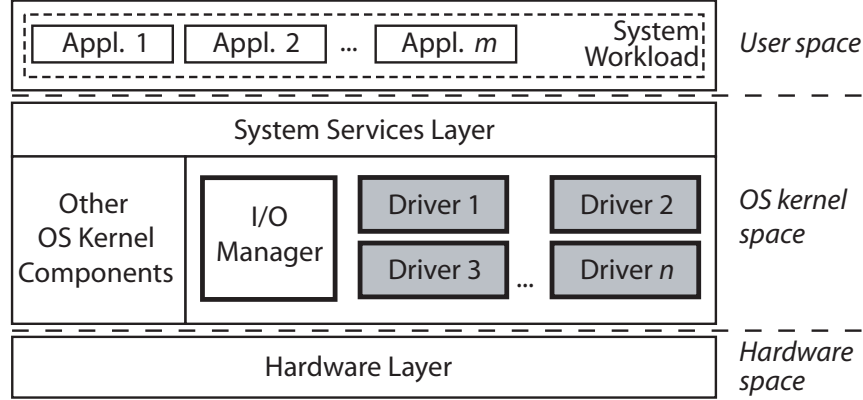 Appl. 1
Appl. 2
...
Appl. m
System
Workload
User space
System Services Layer
Other
OS Kernel
Components
I/O
Manager
Driver 1
Driver 2
Driver 3
...
Driver n
OS kernel
space
Hardware Layer
Hardware
space